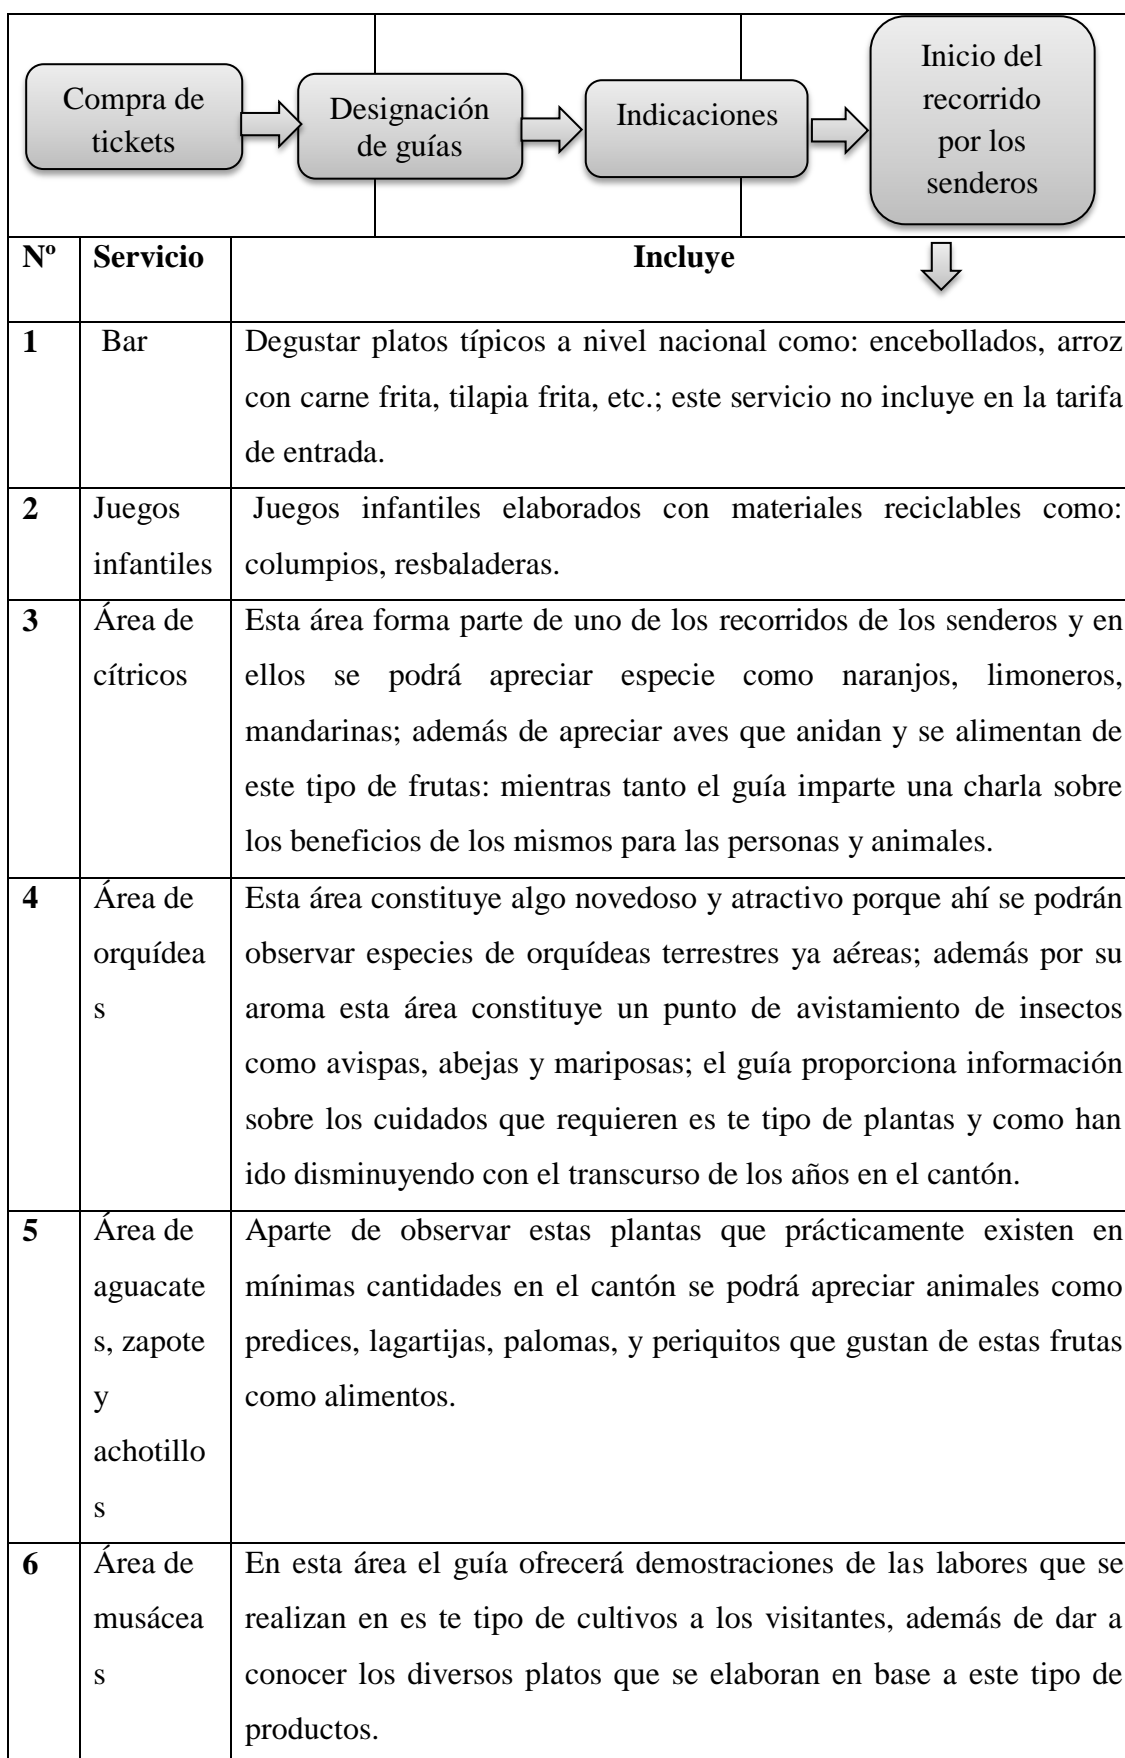 Compra de
tickets
Designación
de guías
Indicaciones
Inicio del
recorrido
por los
senderos
Nº Servicio Incluye
1 Bar Degustar platos típicos a nivel nacional como: encebollados, arroz
con carne frita, tilapia frita, etc.; este servicio no incluye en la tarifa
de entrada.
2 Juegos Juegos infantiles elaborados con materiales reciclables como:
infantiles columpios, resbaladeras.
3 Área de Esta área forma parte de uno de los recorridos de los senderos y en
cítricos ellos se podrá apreciar especie como naranjos, limoneros,
mandarinas; además de apreciar aves que anidan y se alimentan de
este tipo de frutas: mientras tanto el guía imparte una charla sobre
los beneficios de los mismos para las personas y animales.
4 Área de Esta área constituye algo novedoso y atractivo porque ahí se podrán
orquídea observar especies de orquídeas terrestres ya aéreas; además por su
s aroma esta área constituye un punto de avistamiento de insectos
como avispas, abejas y mariposas; el guía proporciona información
sobre los cuidados que requieren es te tipo de plantas y como han
ido disminuyendo con el transcurso de los años en el cantón.
5 Área de Aparte de observar estas plantas que prácticamente existen en
aguacate mínimas cantidades en el cantón se podrá apreciar animales como
s, zapote predices, lagartijas, palomas, y periquitos que gustan de estas frutas
y como alimentos.
achotillo
s
6 Área de En esta área el guía ofrecerá demostraciones de las labores que se
musácea realizan en es te tipo de cultivos a los visitantes, además de dar a
s conocer los diversos platos que se elaboran en base a este tipo de
productos.